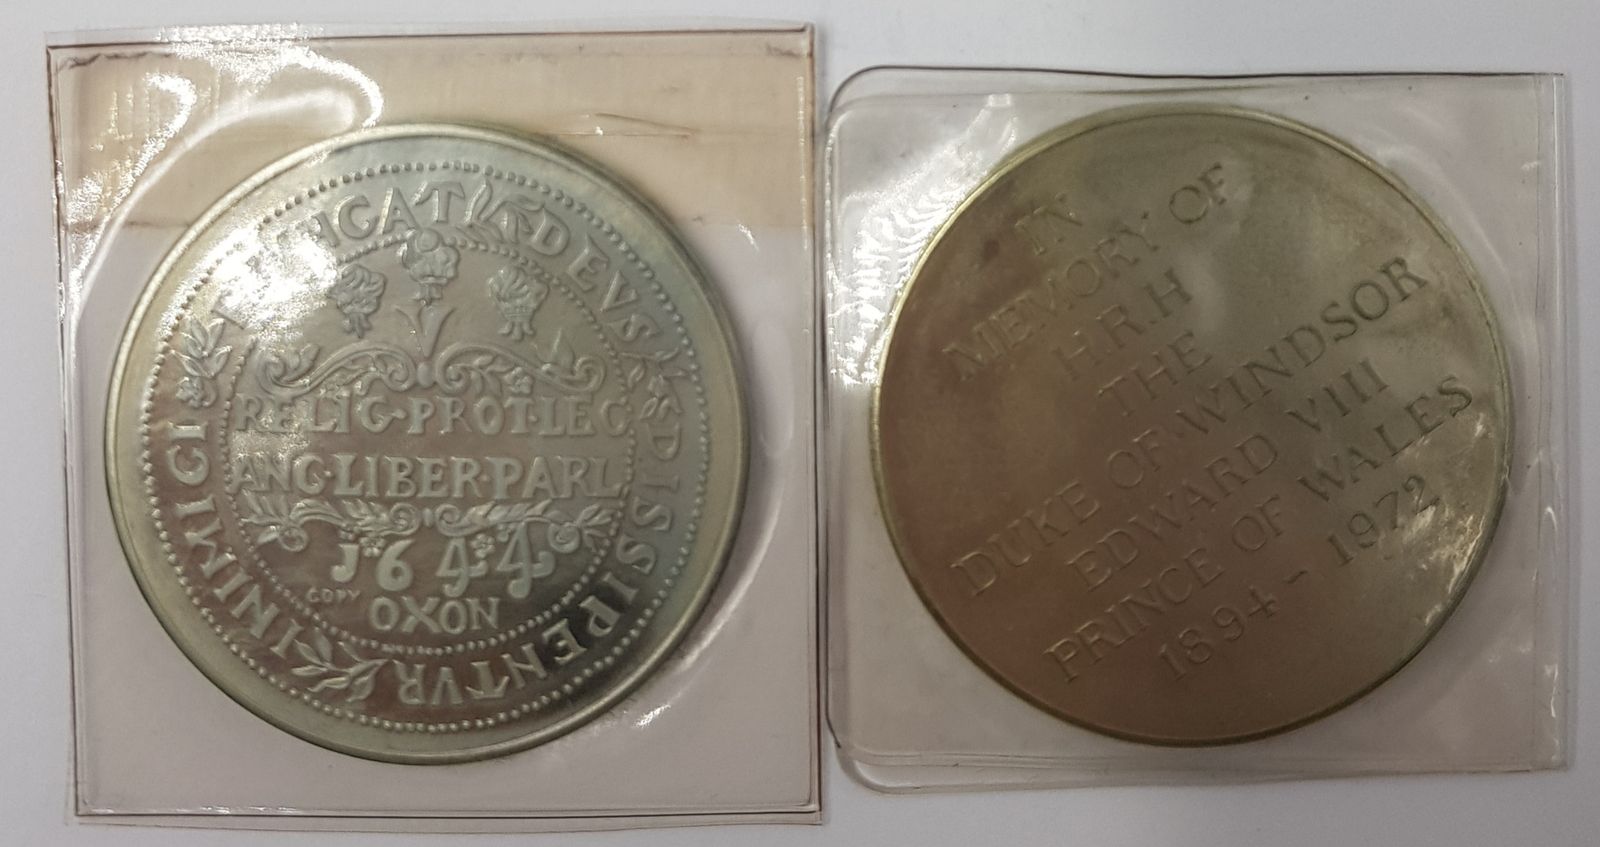 DEVS DISSIPENTVR INIMICI
RELIG·PROT·LEG
ANG·LIBER·PARL
1644
COPY
OXON
IN
MEMORY OF
H.R.H
THE
DUKE OF WINDSOR
EDWARD VIII
PRINCE OF WALES
1894 - 1972